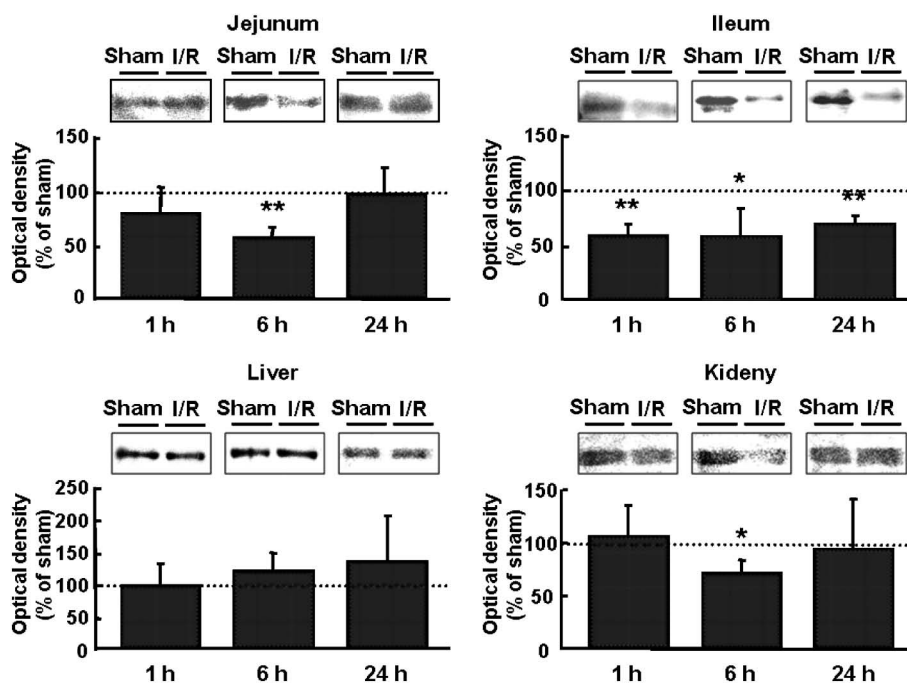 Jejunum
Sham I/R Sham I/R Sham I/R
Optical density
(% of sham)
150
100
50
0
**
1 h 6 h 24 h
Ileum
Sham I/R Sham I/R Sham I/R
Optical density
(% of sham)
150
100
50
0
** * **
1 h 6 h 24 h
Liver
Sham I/R Sham I/R Sham I/R
Optical density
(% of sham)
250
200
150
100
50
0
1 h 6 h 24 h
Kideny
Sham I/R Sham I/R Sham I/R
Optical density
(% of sham)
150
100
50
0
*
1 h 6 h 24 h